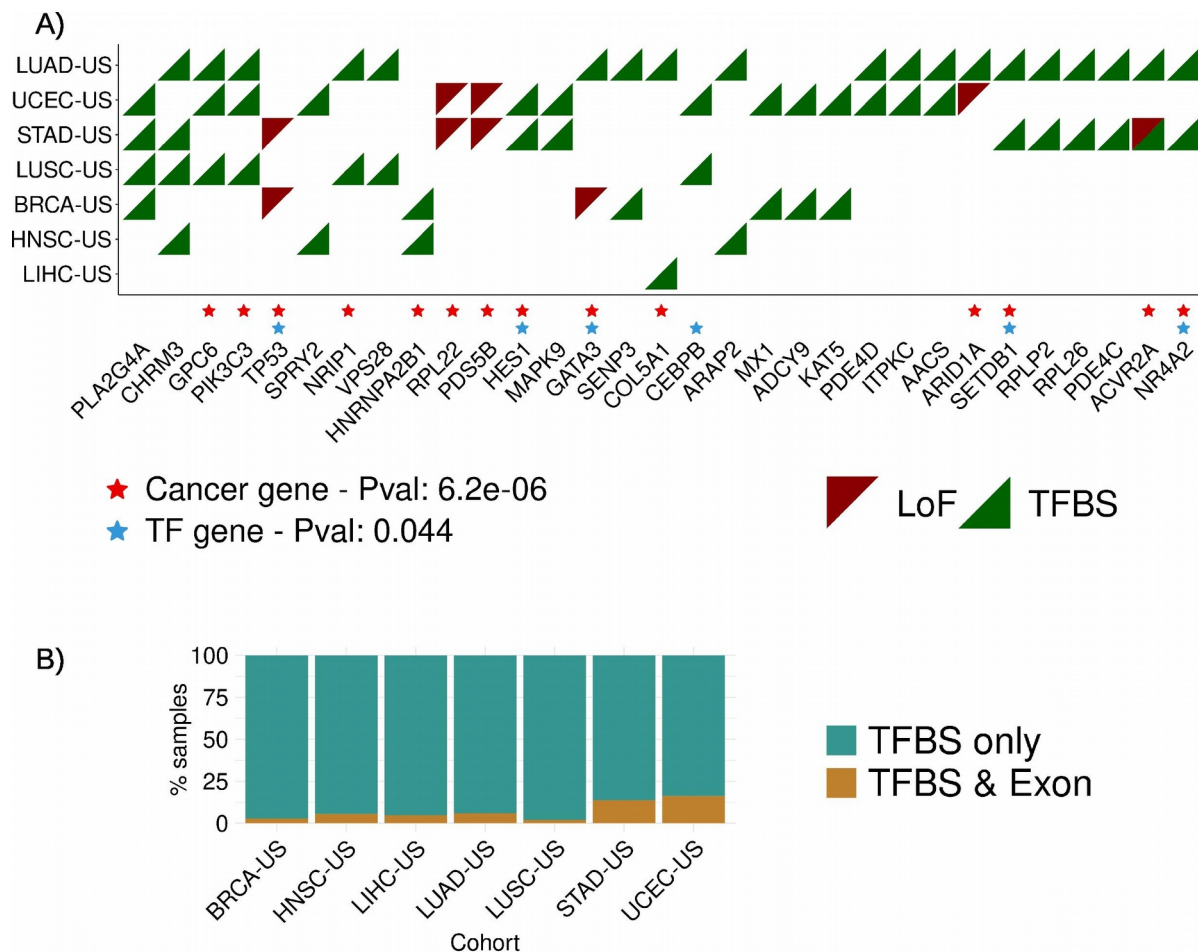 A)
LUAD-US
UCEC-US
STAD-US
LUSC-US
BRCA-US
HNSC-US
LIHC-US
PLA2G4A
CHRM3
GPC6
PIK3C3
TP53
SPRY2
NRIP1
VPS28
HNRNPA2B1
RPL22
PDS5B
HES1
MAPK9
GATA3
SENP3
COL5A1
CEBPB
ARAP2
MX1
ADCY9
KAT5
PDE4D
ITPKC
AACS
ARID1A
SETDB1
RPLP2
RPL26
PDE4C
ACVR2A
NR4A2
Cancer gene - Pval: 6.2e-06
TF gene - Pval: 0.044
LoF
TFBS
B)
% samples
100
75
50
25
0
BRCA-US
HNSC-US
LIHC-US
LUAD-US
LUSC-US
STAD-US
UCEC-US
Cohort
TFBS only
TFBS & Exon